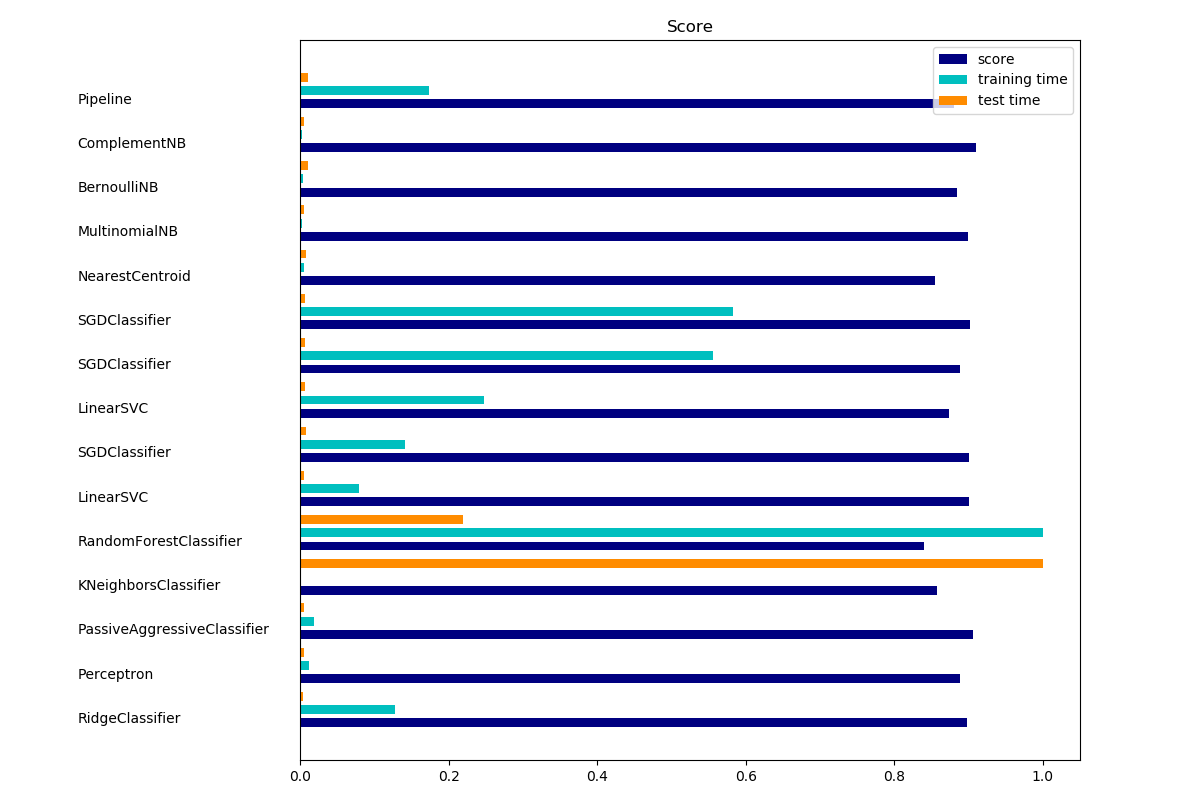 Score
score
training time
test time
Pipeline
ComplementNB
BernoulliNB
MultinomialNB
NearestCentroid
SGDClassifier
SGDClassifier
LinearSVC
SGDClassifier
LinearSVC
RandomForestClassifier
KNeighborsClassifier
PassiveAggressiveClassifier
Perceptron
RidgeClassifier
0.0 0.2 0.4 0.6 0.8 1.0